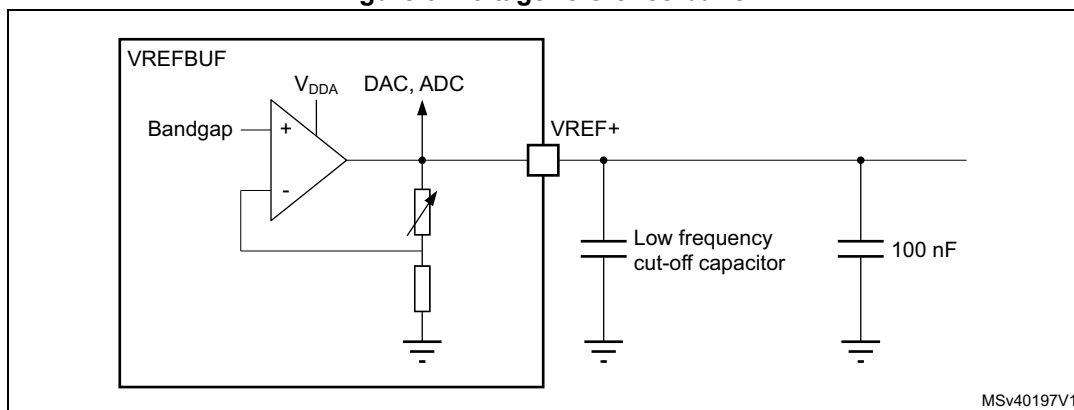 VREFBUF
VDDA
DAC, ADC
Bandgap
+
-
VREF+
Low frequency
cut-off capacitor
100 nF
MSv40197V1